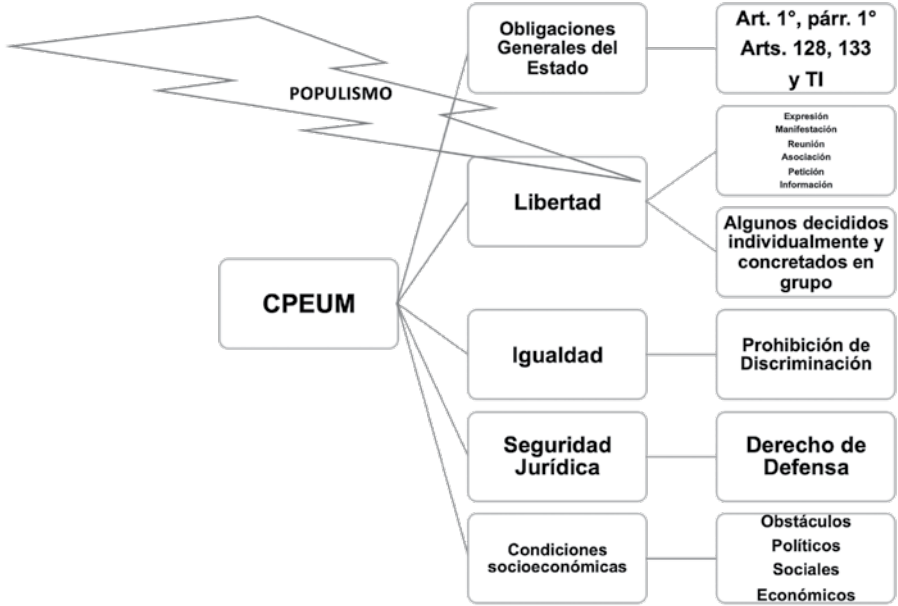 POPULISMO
CPEUM
Obligaciones
Generales del
Estado
Art. 1°, párr. 1°
Arts. 128, 133
y TI
Libertad
Expresión
Manifestación
Reunión
Asociación
Petición
Información
Algunos decididos
individualmente y
concretados en
grupo
Igualdad
Prohibición de
Discriminación
Seguridad
Jurídica
Derecho de
Defensa
Condiciones
socioeconómicas
Obstáculos
Políticos
Sociales
Económicos